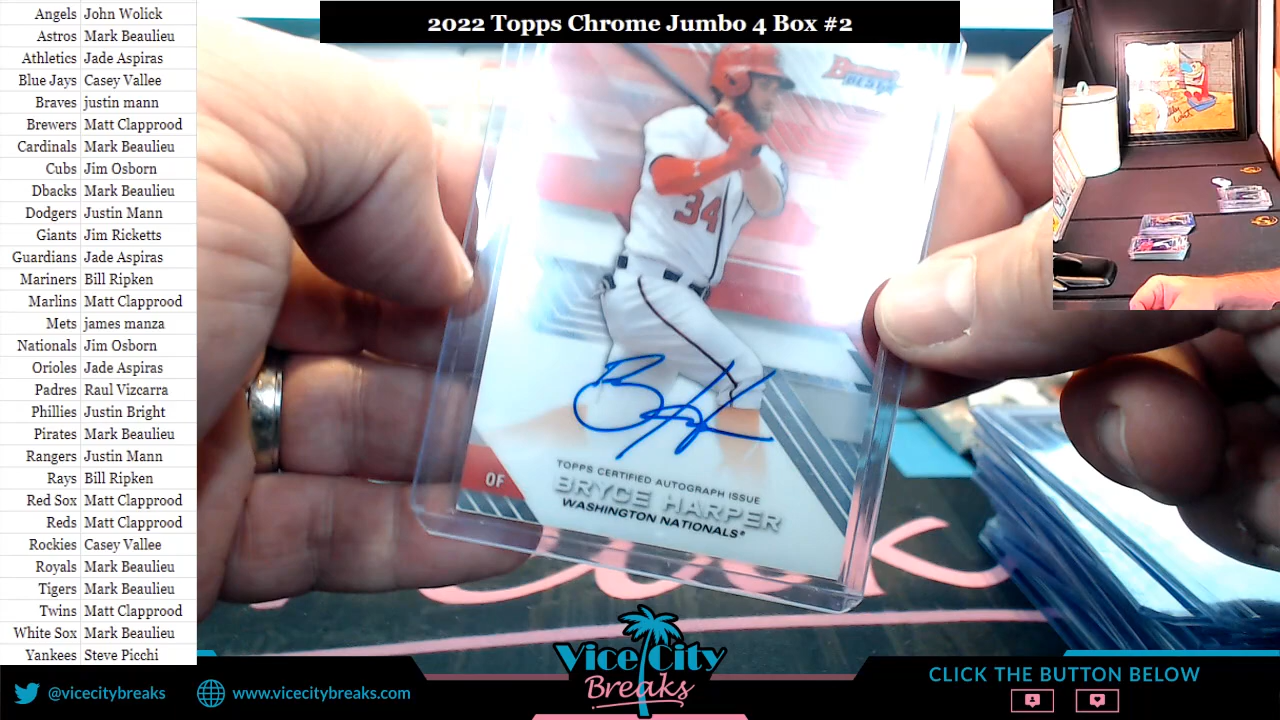 2022 Topps Chrome Jumbo 4 Box #2
Angels John Wolick
Astros Mark Beaulieu
Athletics Jade Aspiras
Blue Jays Casey Vallee
Braves justin mann
Brewers Matt Clapprood
Cardinals Mark Beaulieu
Cubs Jim Osborn
Dbacks Mark Beaulieu
Dodgers Justin Mann
Giants Jim Ricketts
Guardians Jade Aspiras
Mariners Bill Ripken
Marlins Matt Clapprood
Mets james manza
Nationals Jim Osborn
Orioles Jade Aspiras
Padres Raul Vizcarra
Phillies Justin Bright
Pirates Mark Beaulieu
Rangers Justin Mann
Rays Bill Ripken
Red Sox Matt Clapprood
Reds Matt Clapprood
Rockies Casey Vallee
Royals Mark Beaulieu
Tigers Mark Beaulieu
Twins Matt Clapprood
White Sox Mark Beaulieu
Yankees Steve Picchi
34
OF
TOPPS CERTIFIED AUTOGRAPH ISSUE
BRYCE HARPER
WASHINGTON NATIONALS®
@vicecitybreaks
www.vicecitybreaks.com
Vice City
Breaks
CLICK THE BUTTON BELOW